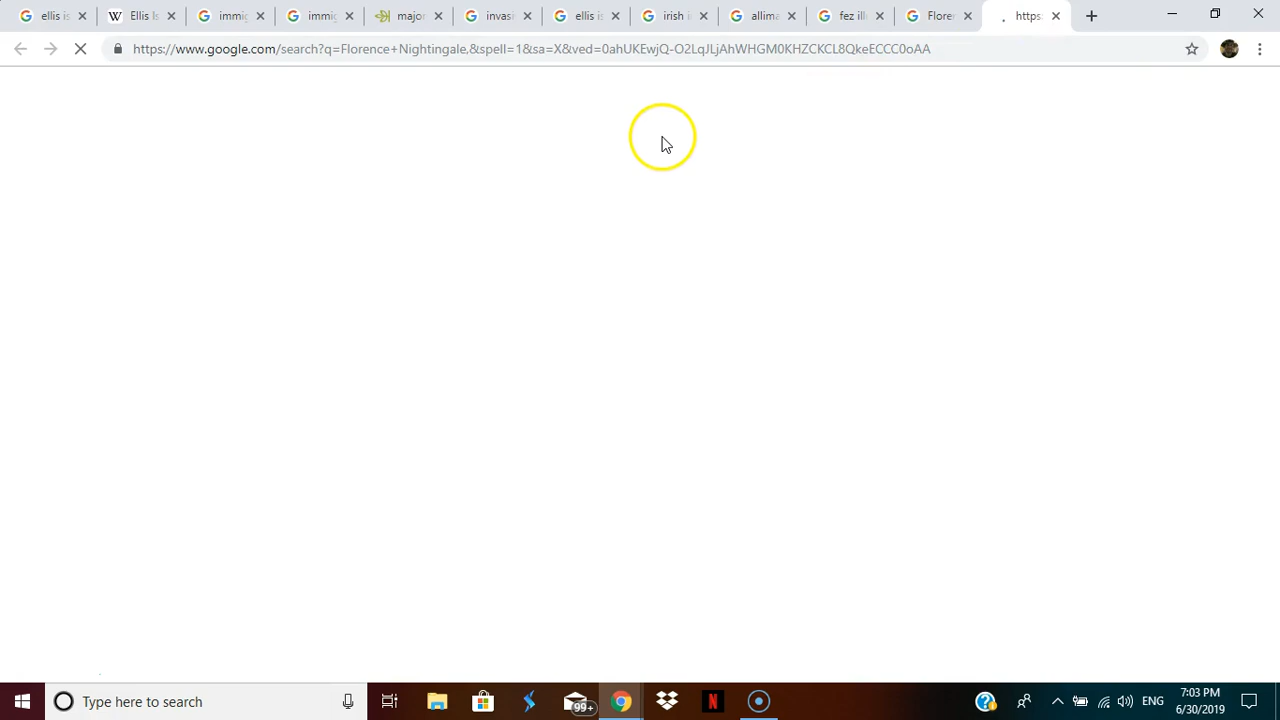 ellis is
Ellis Is
immig
immig
major
invas
ellis is
irish i
allima
fez ill
Floren
https:
https://www.google.com/search?q=Florence+Nightingale,&spell=1&sa=X&ved=0ahUKEwjQ-O2LqJLjAhWHGM0KHZCKCL8QkeECCC0oAA
Type here to search
99+
ENG
7:03 PM
6/30/2019